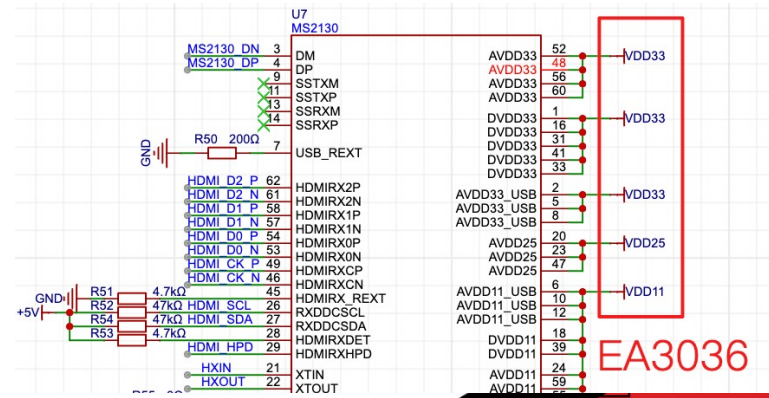 U7
MS2130
MS2130_DN 3 DM AVDD33 52 VDD33
MS2130_DP 4 DP AVDD33 48
9 SSTXM AVDD33 56
11 SSTXP AVDD33 60
13 SSRXM
14 SSRXP DVDD33 1 VDD33
DVDD33 16
GND R50 200Ω 7 USB_REXT DVDD33 31
DVDD33 41
DVDD33 33
HDMI_D2_P 62 HDMIRX2P AVDD33_USB 2 VDD33
HDMI_D2_N 61 HDMIRX2N AVDD33_USB 5
HDMI_D1_P 58 HDMIRX1P AVDD33_USB 8
HDMI_D1_N 57 HDMIRX1N
HDMI_D0_P 54 HDMIRX0P AVDD25 20 VDD25
HDMI_D0_N 53 HDMIRX0N AVDD25 23
HDMI_CK_P 49 HDMIRXCP AVDD25 47
HDMI_CK_N 46 HDMIRXCN
GND R51 4.7kΩ 45 HDMIRX_REXT AVDD11_USB 6 VDD11
+5V R52 47kΩ HDMI_SCL 26 RXDDCSCL AVDD11_USB 10
R54 47kΩ HDMI_SDA 27 RXDDCSDA AVDD11_USB 12
R53 4.7kΩ 28 HDMIRXDET DVDD11 18
HDMI_HPD 29 HDMIRXHPD DVDD11 39
EA3036
HXIN 21 XTIN AVDD11 24
HXOUT 22 XTOUT AVDD11 59